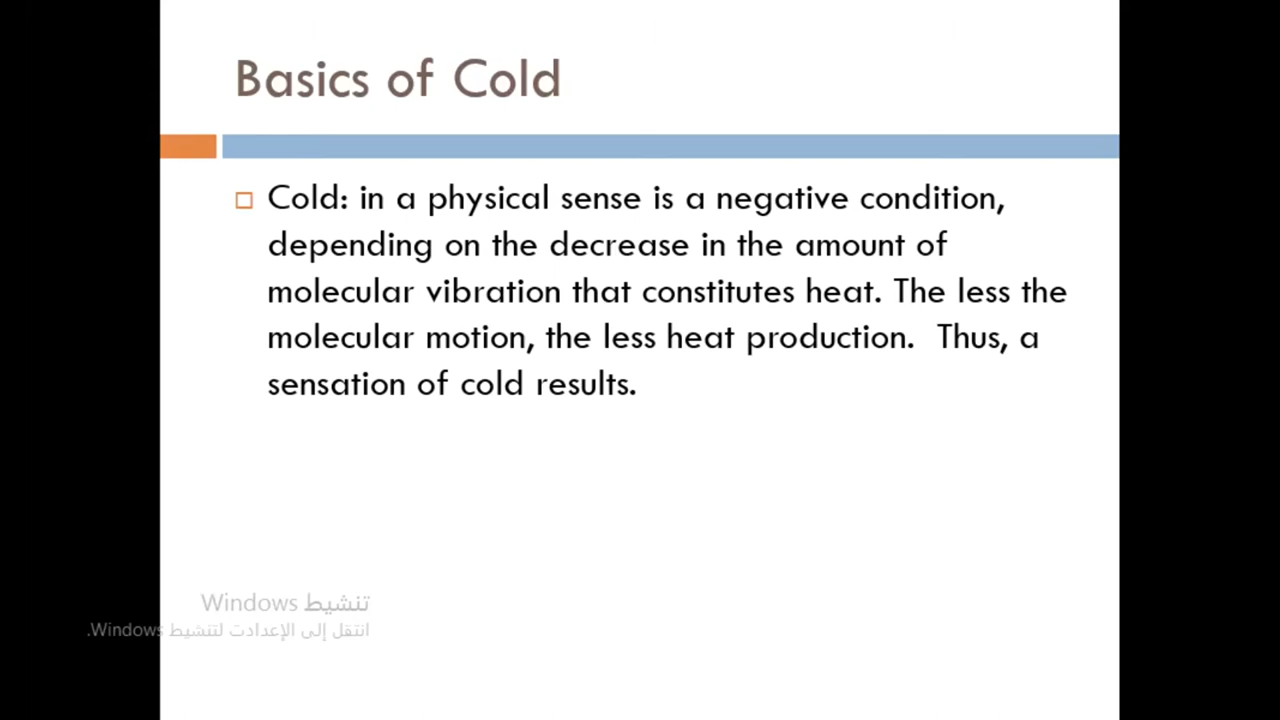 Basics of Cold
Cold: in a physical sense is a negative condition,
depending on the decrease in the amount of
molecular vibration that constitutes heat. The less the
molecular motion, the less heat production. Thus, a
sensation of cold results.
تنشيط Windows
انتقل إلى الإعدادت لتنشيط Windows.